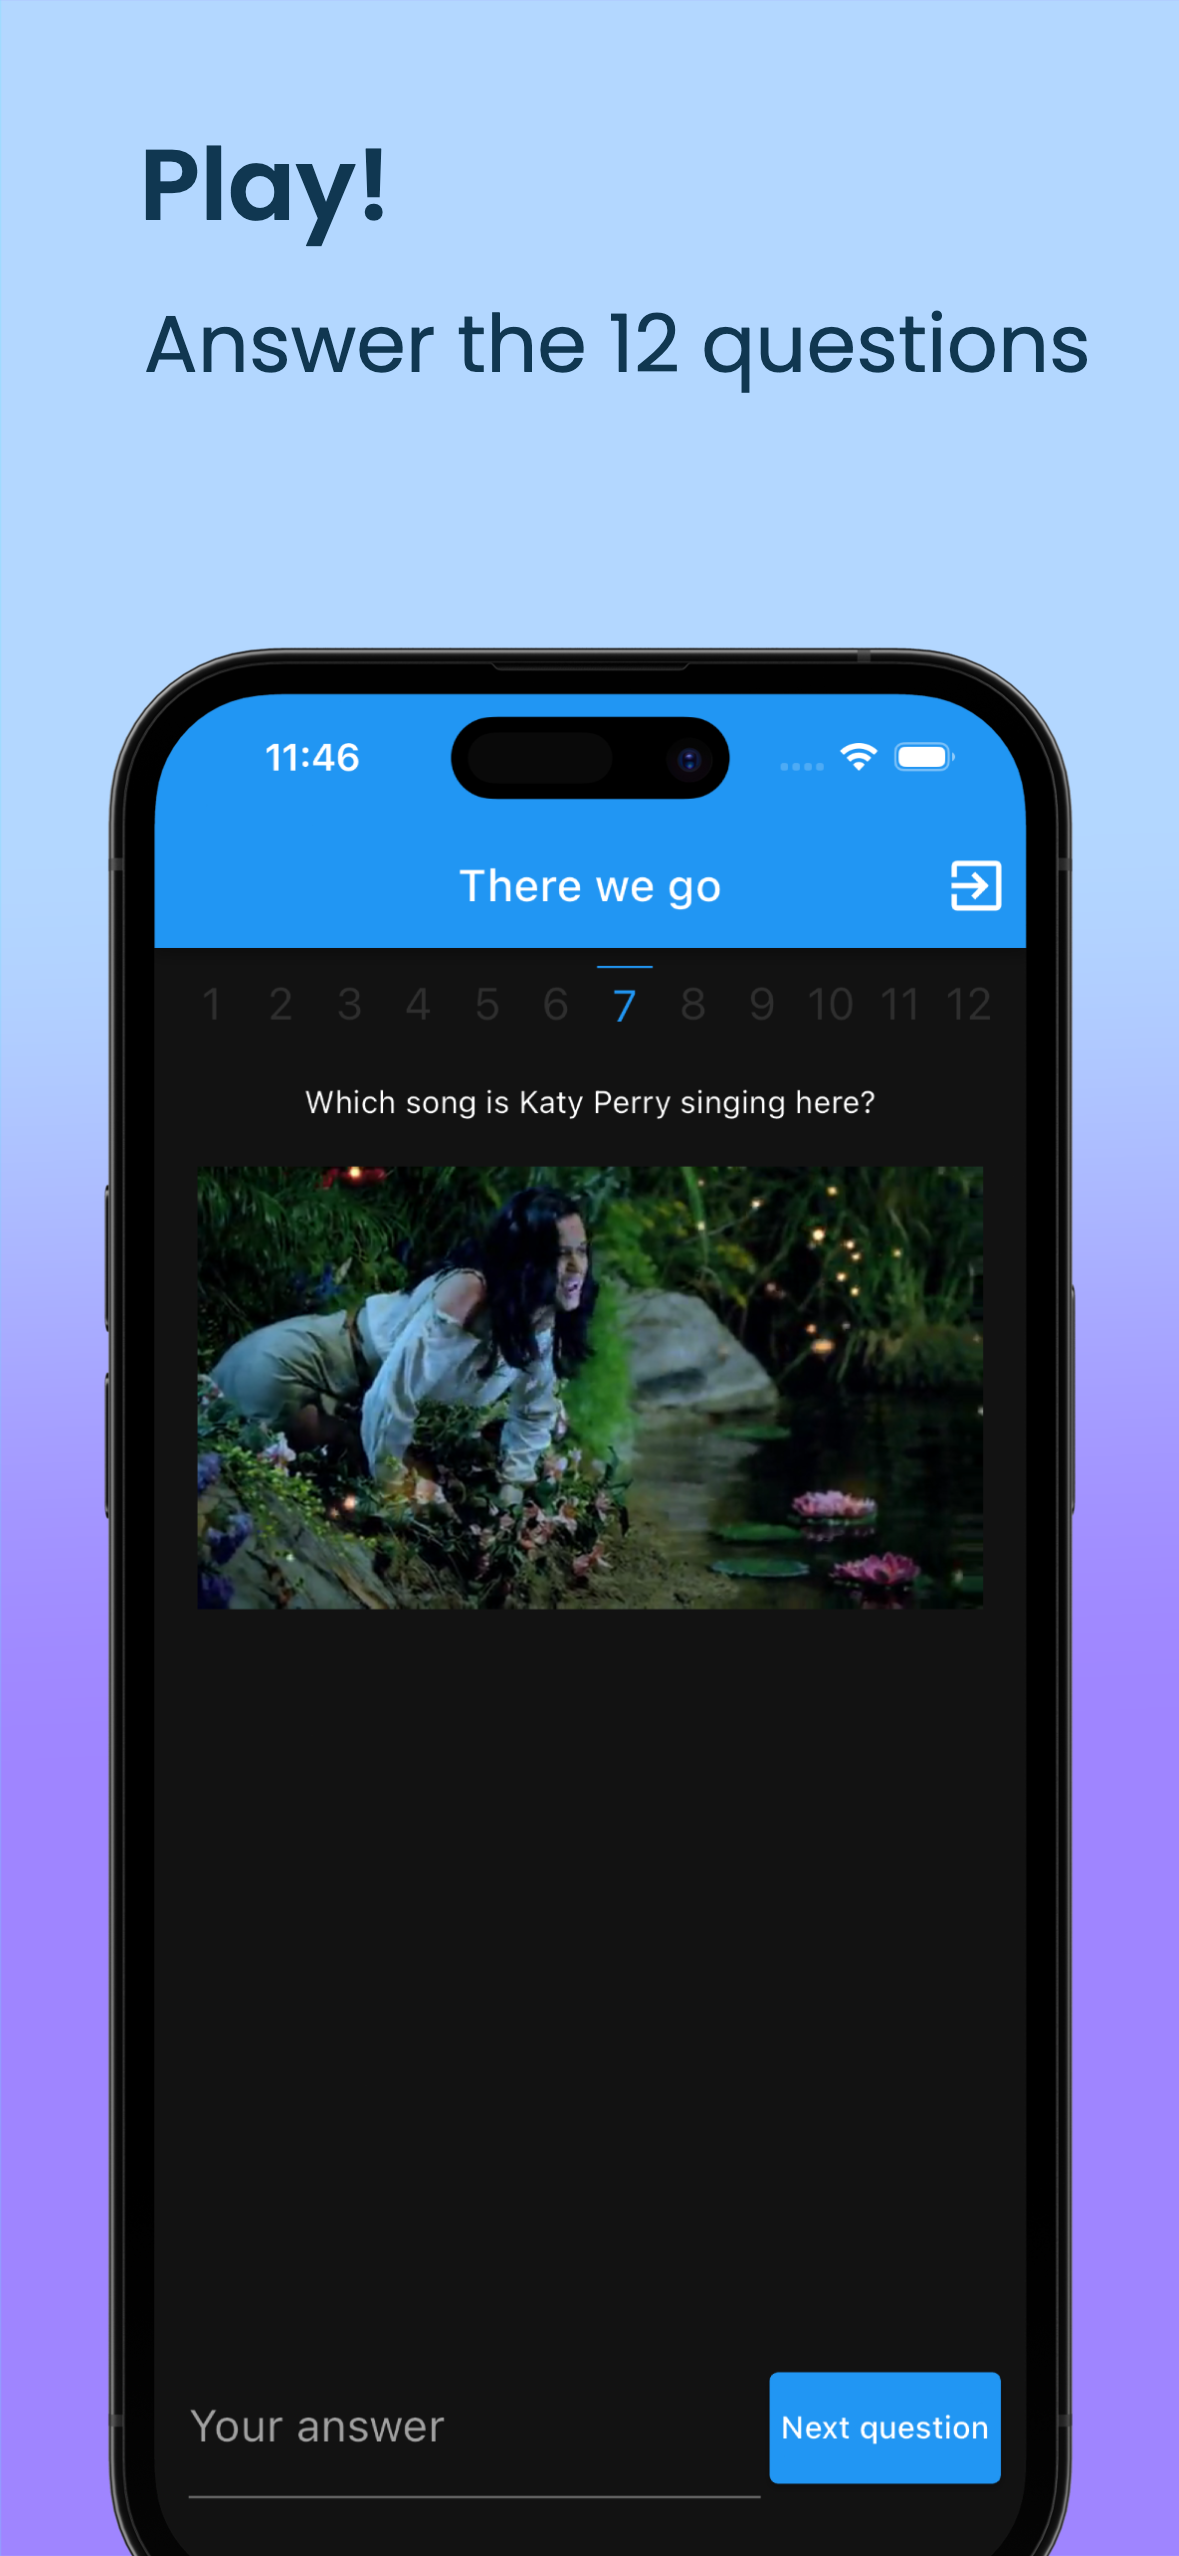 Play!
Answer the 12 questions
11:46
There we go
1 2 3 4 5 6 7 8 9 10 11 12
Which song is Katy Perry singing here?
Your answer
Next question